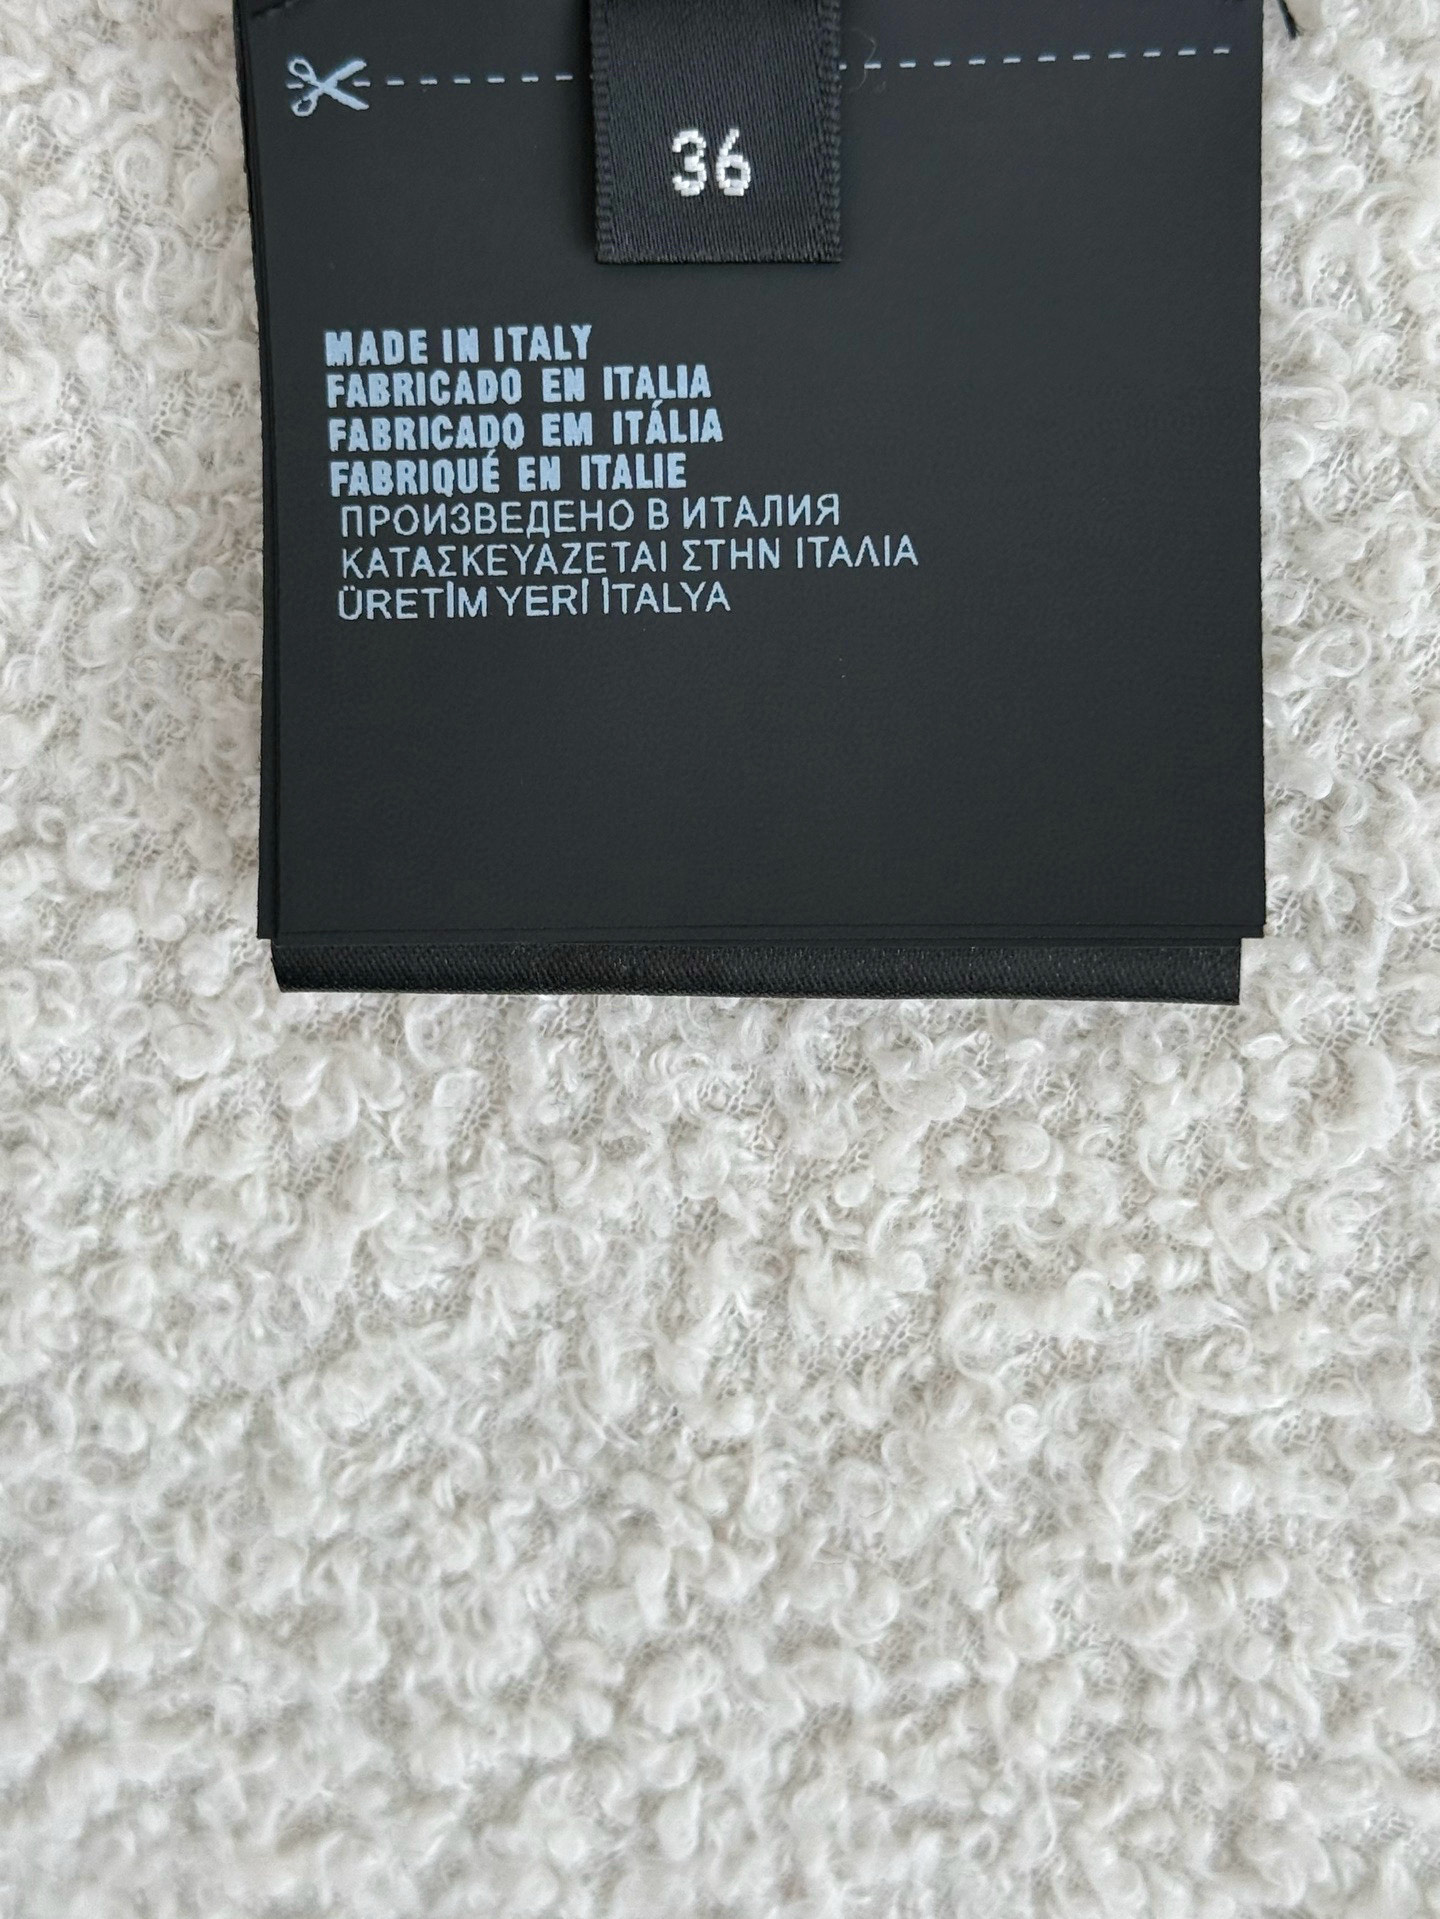 36
MADE IN ITALY
FABRICADO EN ITALIA
FABRICADO EM ITÁLIA
FABRIQUÉ EN ITALIE
ПРОИЗВЕДЕНО В ИТАЛИЯ
ΚΑΤΑΣΚΕΥΑΖΕΤΑΙ ΣΤΗΝ ΙΤΑΛΙΑ
ÜRETİM YERİ İTALYA